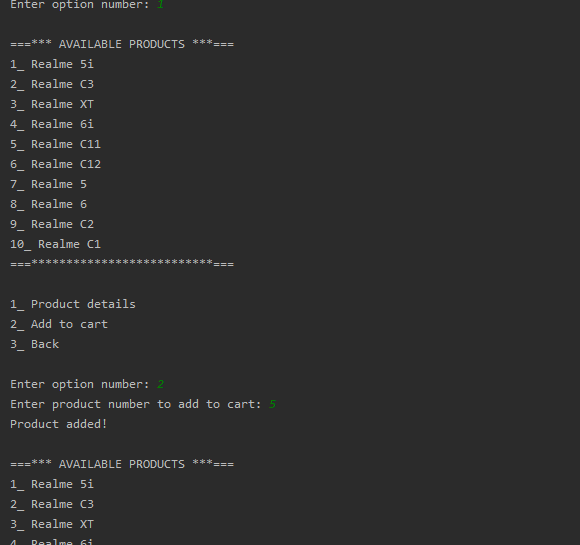 Enter option number: 1
===*** AVAILABLE PRODUCTS ***===
1_ Realme 5i
2_ Realme C3
3_ Realme XT
4_ Realme 6i
5_ Realme C11
6_ Realme C12
7_ Realme 5
8_ Realme 6
9_ Realme C2
10_ Realme C1
===**************************===
1_ Product details
2_ Add to cart
3_ Back
Enter option number: 2
Enter product number to add to cart: 5
Product added!
===*** AVAILABLE PRODUCTS ***===
1_ Realme 5i
2_ Realme C3
3_ Realme XT
4_ Realme 6i